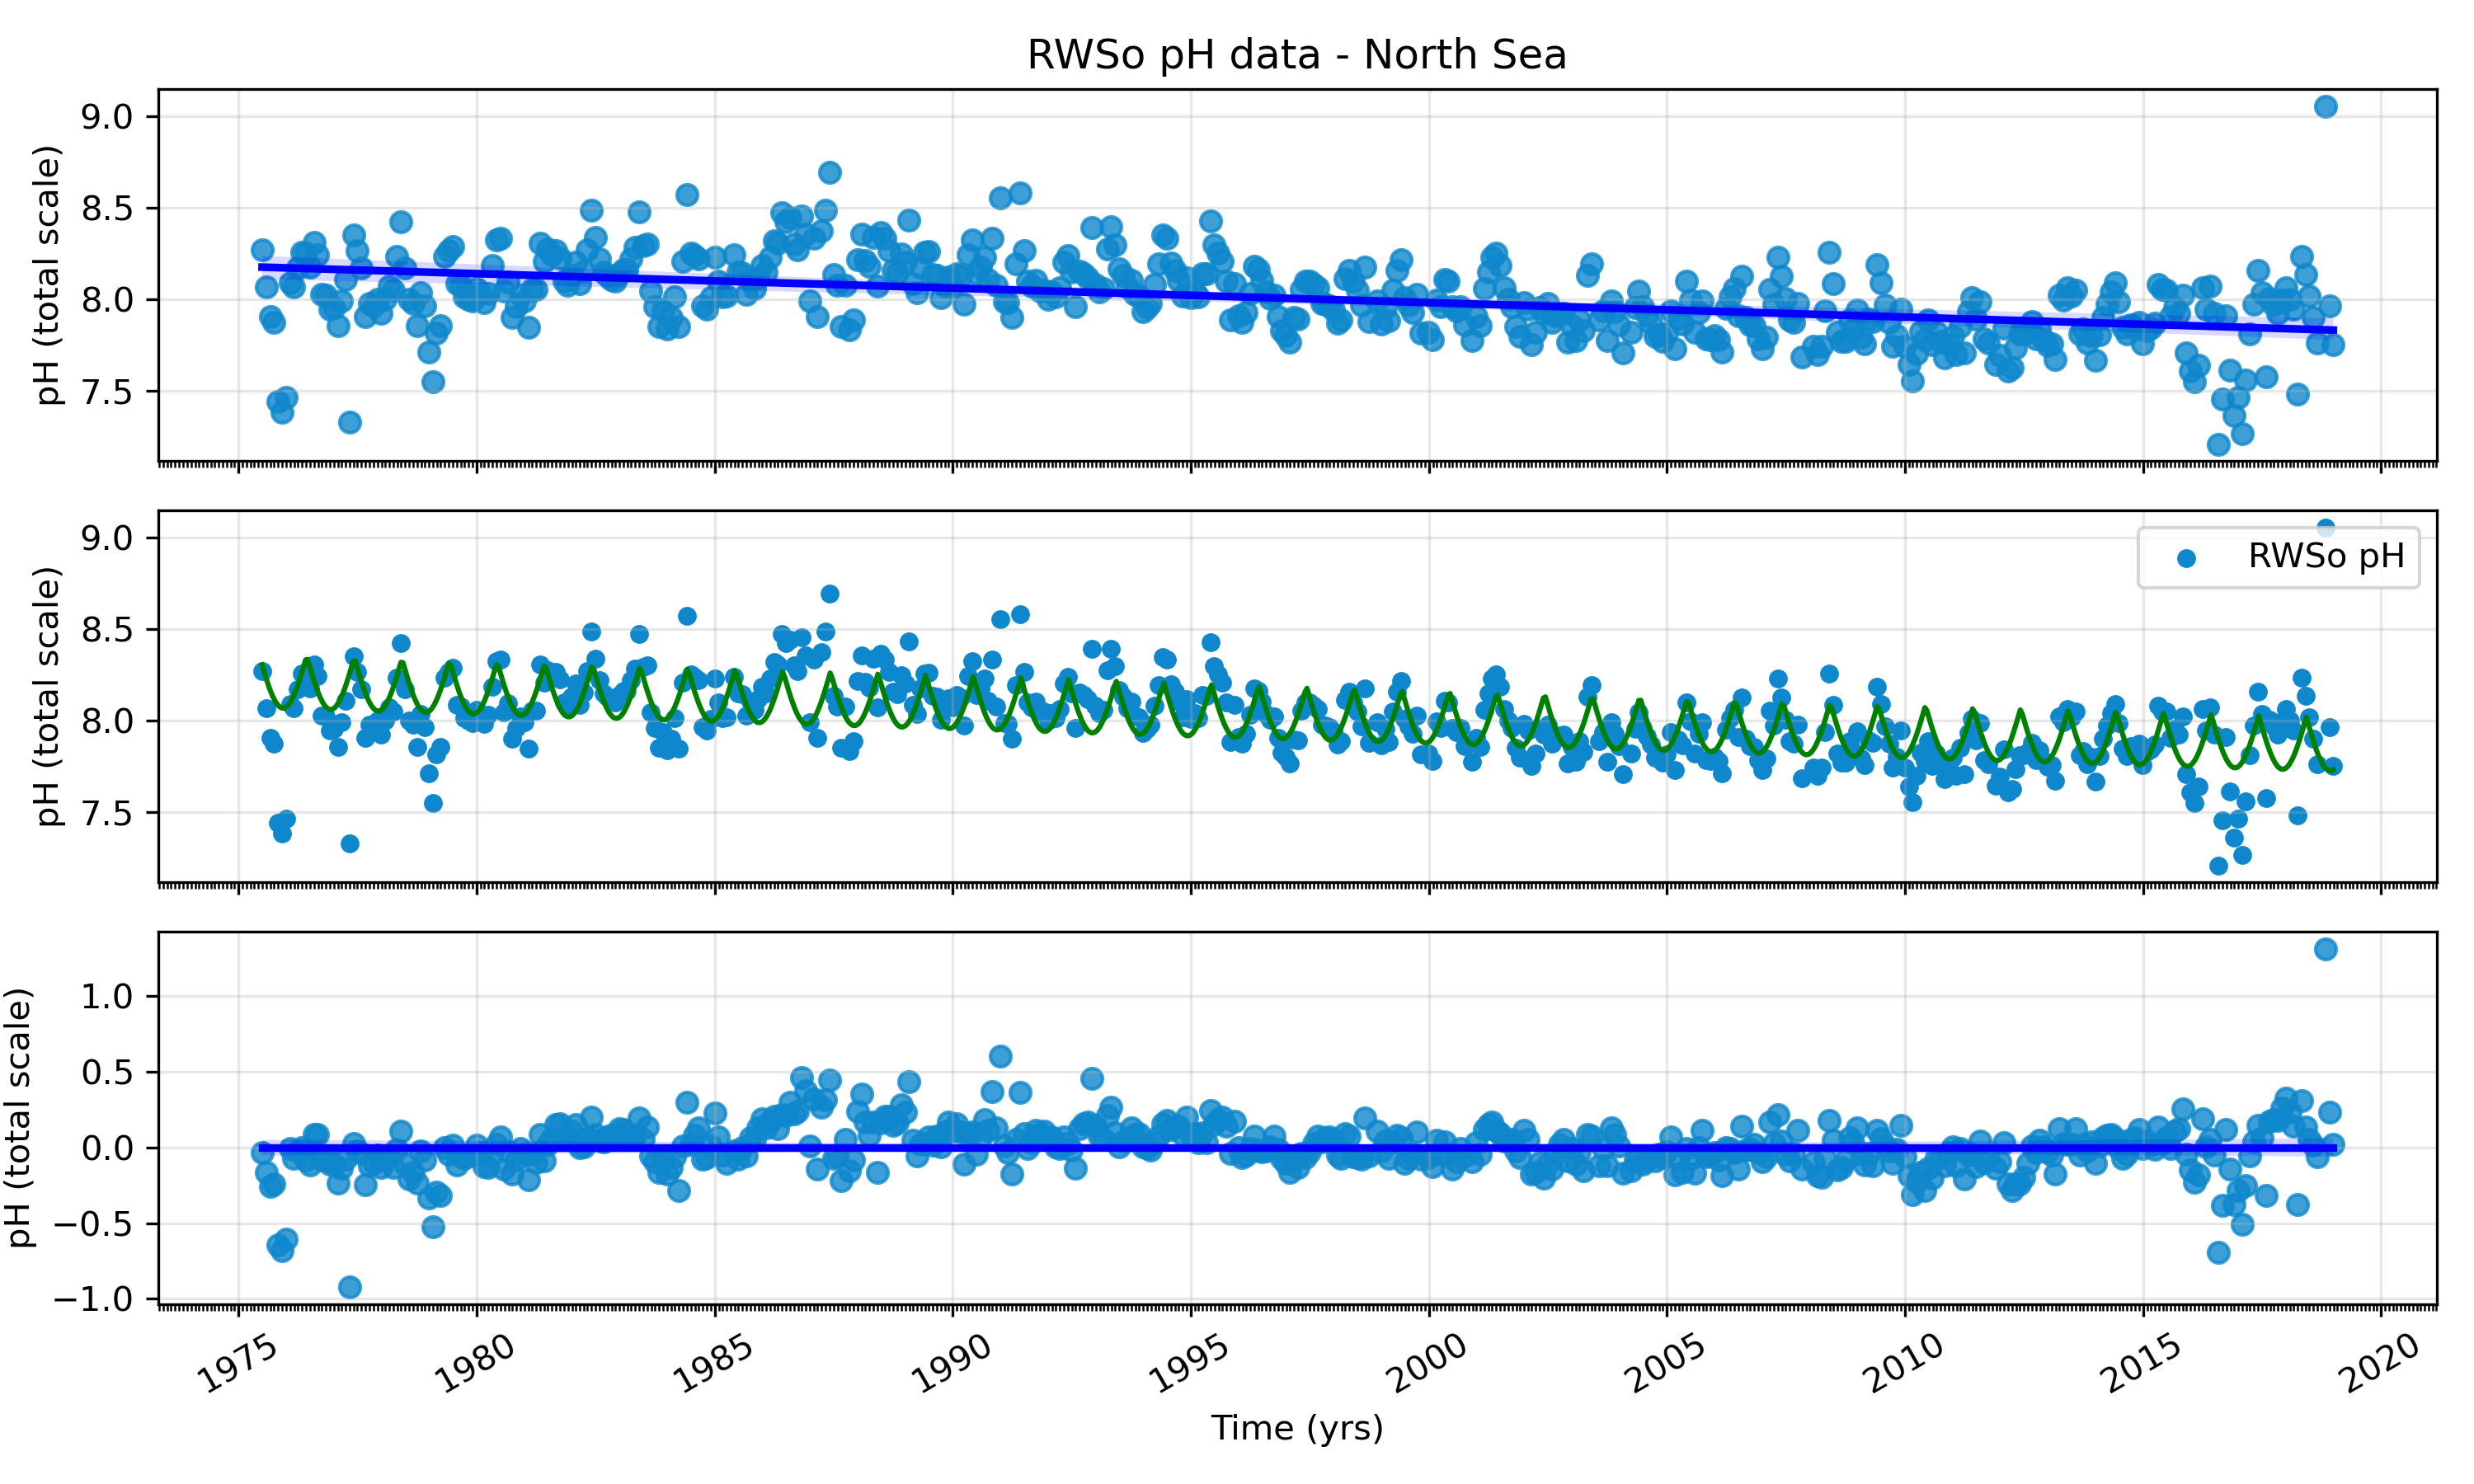 RWSo pH data - North Sea
pH (total scale)
9.0
8.5
8.0
7.5
pH (total scale)
9.0
8.5
8.0
7.5
RWSo pH
pH (total scale)
1.0
0.5
0.0
−0.5
−1.0
1975 1980 1985 1990 1995 2000 2005 2010 2015 2020
Time (yrs)